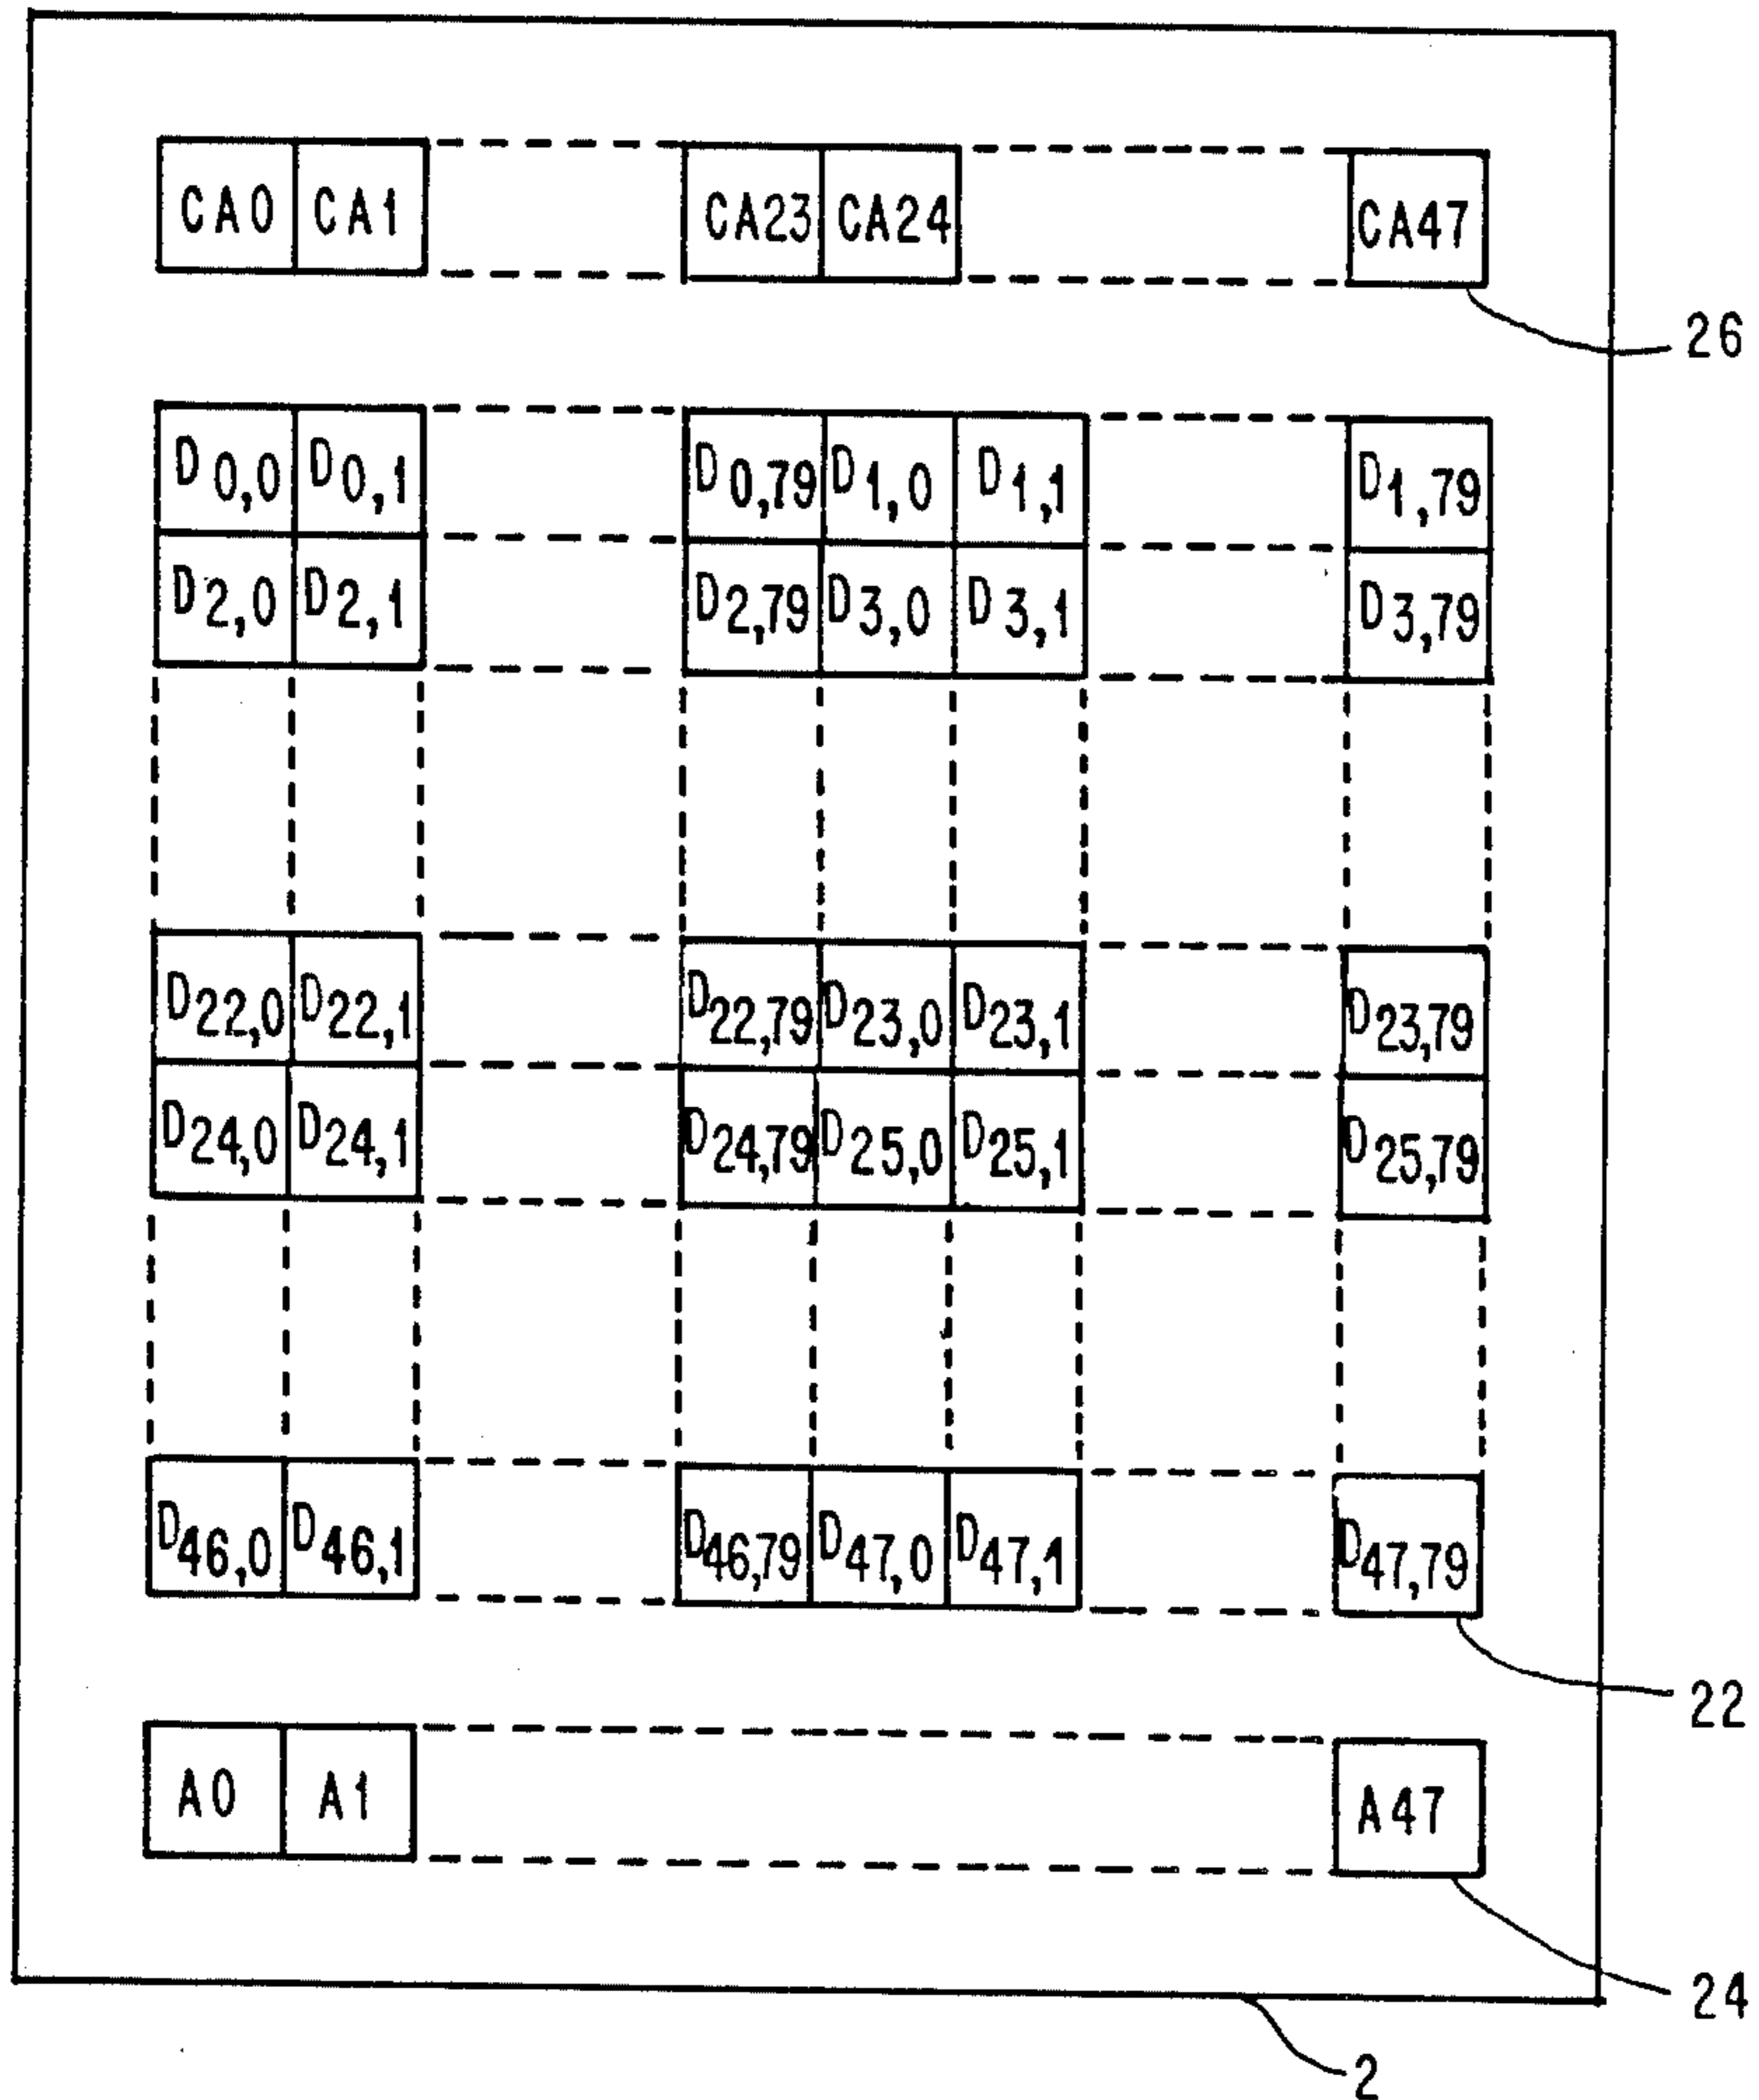 CA0 CA1 CA23 CA24 CA47
26
D0,0 D0,1 D0,79 D1,0 D1,1 D1,79
D2,0 D2,1 D2,79 D3,0 D3,1 D3,79
D22,0 D22,1 D22,79 D23,0 D23,1 D23,79
D24,0 D24,1 D24,79 D25,0 D25,1 D25,79
D46,0 D46,1 D46,79 D47,0 D47,1 D47,79
22
A0 A1 A47
24
2